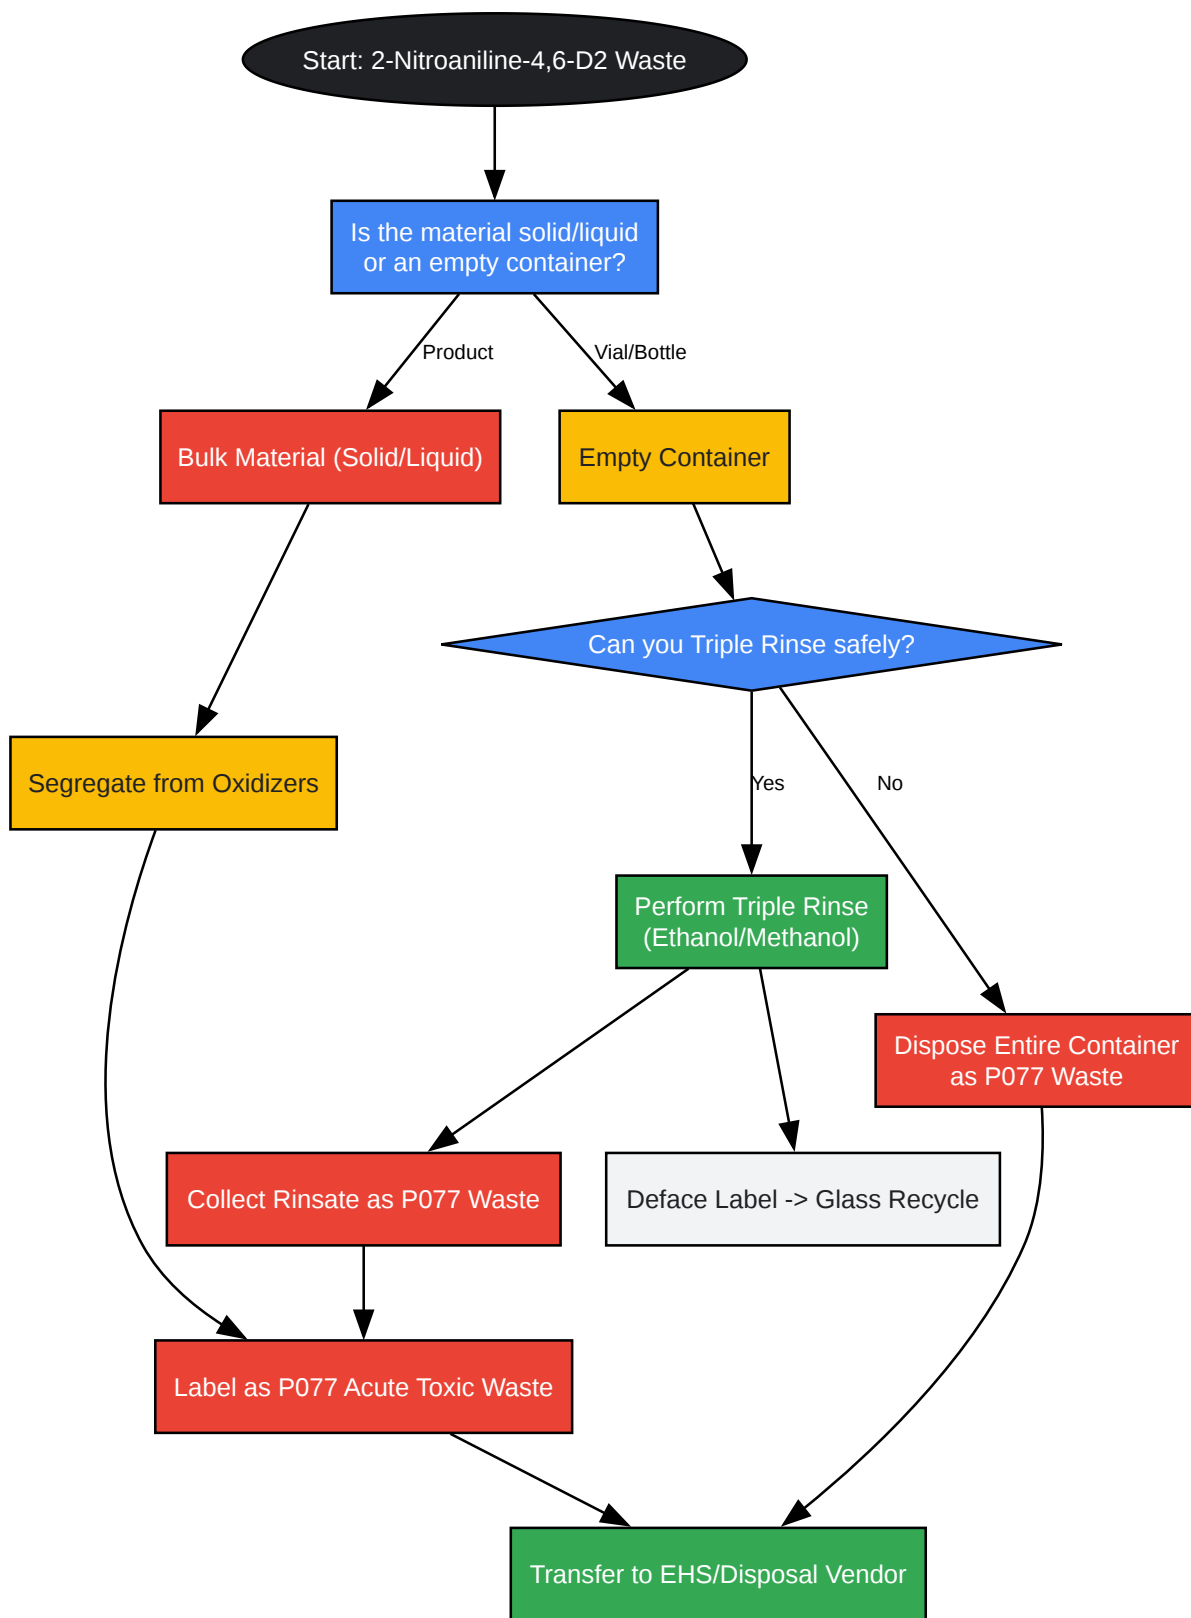 Start: 2-Nitroaniline-4,6-D2 Waste
Is the material solid/liquid
or an empty container?
Product
Vial/Bottle
Bulk Material (Solid/Liquid)
Empty Container
Can you Triple Rinse safely?
Segregate from Oxidizers
Yes
No
Perform Triple Rinse
(Ethanol/Methanol)
Dispose Entire Container
as P077 Waste
Collect Rinsate as P077 Waste
Deface Label -> Glass Recycle
Label as P077 Acute Toxic Waste
Transfer to EHS/Disposal Vendor